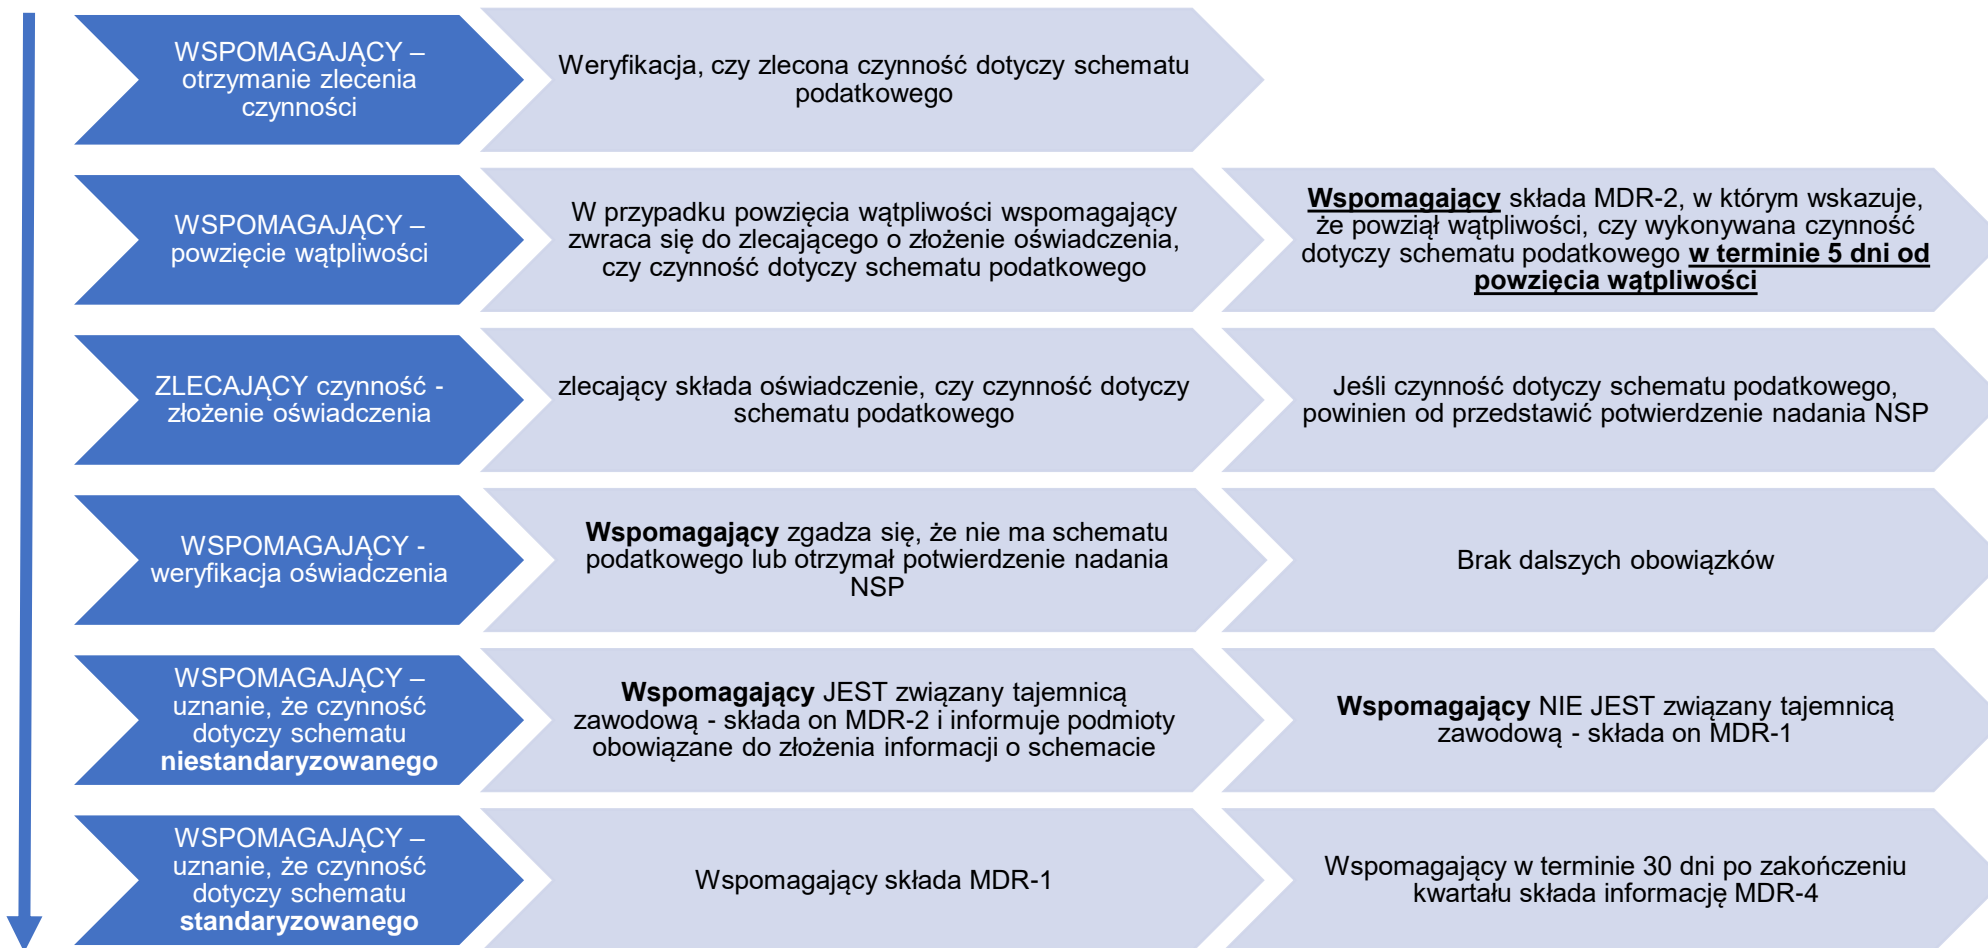 WSPOMAGAJĄCY –
otrzymanie zlecenia
czynności
Weryfikacja, czy zlecona czynność dotyczy schematu
podatkowego
WSPOMAGAJĄCY –
powzięcie wątpliwości
W przypadku powzięcia wątpliwości wspomagający
zwraca się do zlecającego o złożenie oświadczenia,
czy czynność dotyczy schematu podatkowego
Wspomagający składa MDR-2, w którym wskazuje,
że powziął wątpliwości, czy wykonywana czynność
dotyczy schematu podatkowego w terminie 5 dni od
powzięcia wątpliwości
ZLECAJĄCY czynność -
złożenie oświadczenia
zlecający składa oświadczenie, czy czynność dotyczy
schematu podatkowego
Jeśli czynność dotyczy schematu podatkowego,
powinien od przedstawić potwierdzenie nadania NSP
WSPOMAGAJĄCY -
weryfikacja oświadczenia
Wspomagający zgadza się, że nie ma schematu
podatkowego lub otrzymał potwierdzenie nadania
NSP
Brak dalszych obowiązków
WSPOMAGAJĄCY –
uznanie, że czynność
dotyczy schematu
niestandaryzowanego
Wspomagający JEST związany tajemnicą
zawodową - składa on MDR-2 i informuje podmioty
obowiązane do złożenia informacji o schemacie
Wspomagający NIE JEST związany tajemnicą
zawodową - składa on MDR-1
WSPOMAGAJĄCY –
uznanie, że czynność
dotyczy schematu
standaryzowanego
Wspomagający składa MDR-1
Wspomagający w terminie 30 dni po zakończeniu
kwartału składa informację MDR-4